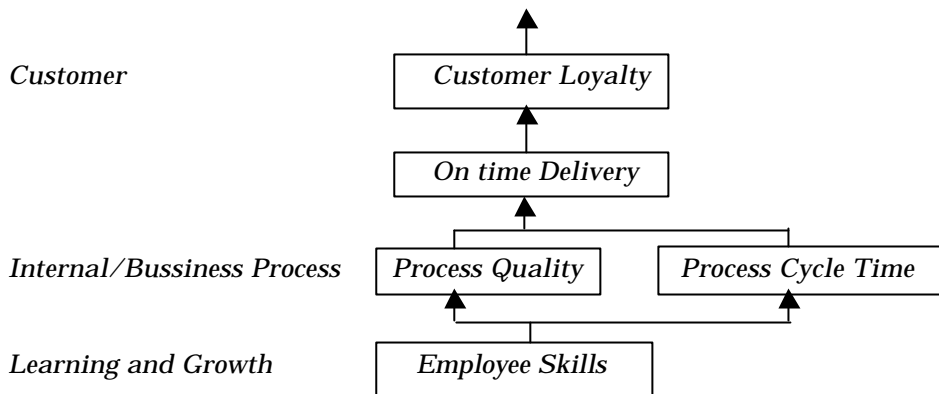 Customer Customer Loyalty
On time Delivery
Internal/Bussiness Process Process Quality Process Cycle Time
Learning and Growth Employee Skills